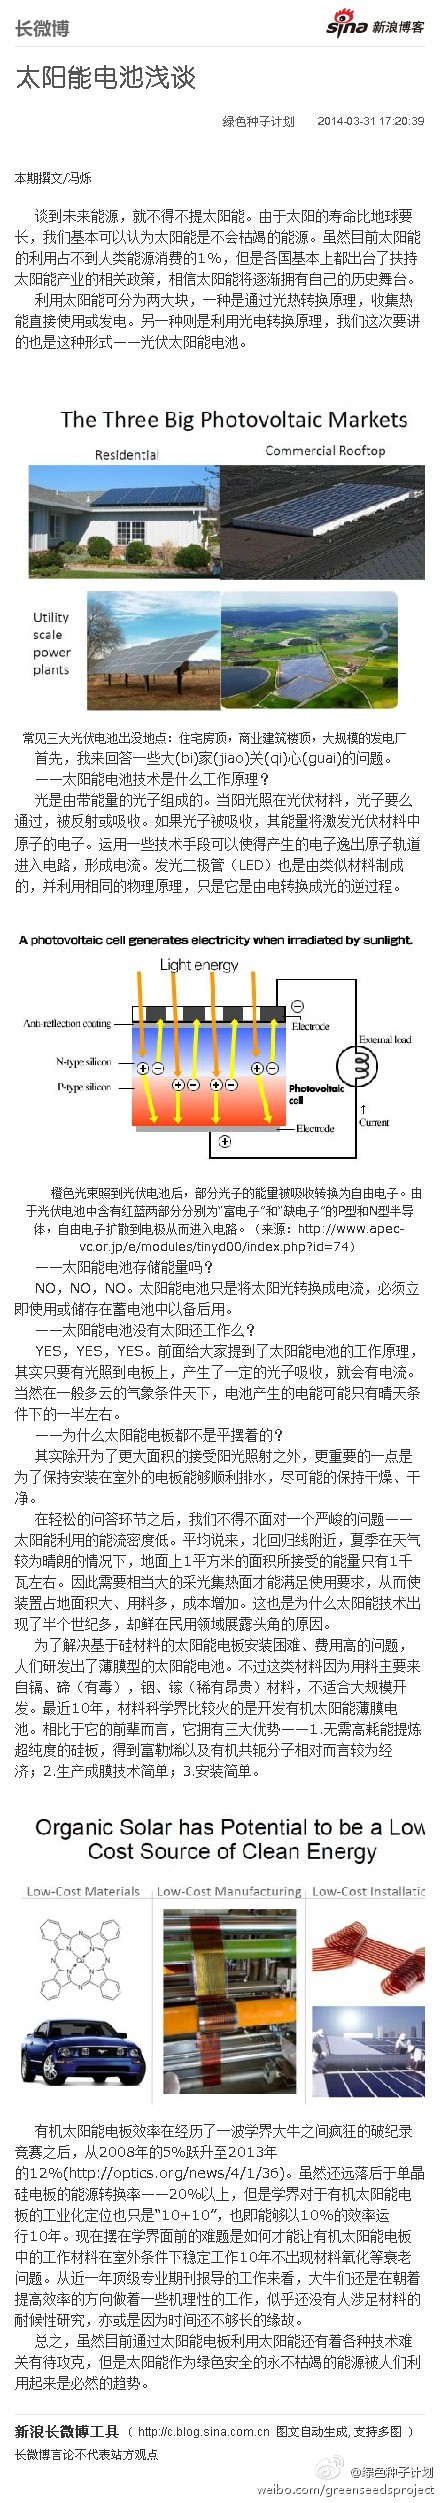 长微博
sina 新浪博客
太阳能电池浅谈
绿色种子计划 2014-03-31 17:20:39
本期撰文/冯烁
谈到未来能源，就不得不提太阳能。由于太阳的寿命比地球要
长，我们基本可以认为太阳能是不会枯竭的能源。虽然目前太阳能
的利用占不到人类能源消费的1%，但是各国基本上都出台了扶持
太阳能产业的相关政策，相信太阳能将逐渐拥有自己的历史舞台。
利用太阳能可分为两大块，一种是通过光热转换原理，收集热
能直接使用或发电。另一种则是利用光电转换原理，我们这次要讲
的也是这种形式——光伏太阳能电池。
The Three Big Photovoltaic Markets
Residential
Commercial Rooftop
Utility
scale
power
plants
常见三大光伏电池出没地点：住宅房顶，商业建筑楼顶，大规模的发电厂
首先，我来回答一些大(bi)家(jiao)关(qi)心(guai)的问题。
——太阳能电池技术是什么工作原理？
光是由带能量的光子组成的。当阳光照在光伏材料，光子要么
通过，被反射或吸收。如果光子被吸收，其能量将激发光伏材料中
原子的电子。运用一些技术手段可以使得产生的电子逸出原子轨道
进入电路，形成电流。发光二极管（LED）也是由类似材料制成
的，并利用相同的物理原理，只是它是由电转换成光的逆过程。
A photovoltaic cell generates electricity when irradiated by sunlight.
Light energy
Anti-reflection coating
Electrode
N-type silicon
External load
P-type silicon
Photovoltaic
cell
Current
Electrode
橙色光束照到光伏电池后，部分光子的能量被吸收转换为自由电子。由
于光伏电池中含有红蓝两部分分别为“富电子”和“缺电子”的P型和N型半导
体，自由电子扩散到电极从而进入电路。（来源：http://www.apec-
vc.or.jp/e/modules/tinyd00/index.php?id=74）
——太阳能电池存储能量吗？
NO，NO，NO。太阳能电池只是将太阳光转换成电流，必须立
即使用或储存在蓄电池中以备后用。
——太阳能电池没有太阳还工作么？
YES，YES，YES。前面给大家提到了太阳能电池的工作原理，
其实只要有光照到电板上，产生了一定的光子吸收，就会有电流。
当然在一般多云的气象条件天下，电池产生的电能可能只有晴天条
件下的一半左右。
——为什么太阳能电板都不是平摆着的？
其实除开为了更大面积的接受阳光照射之外，更重要的一点是
为了保持安装在室外的电板能够顺利排水，尽可能的保持干燥、干
净。
在轻松的问答环节之后，我们不得不面对一个严峻的问题——
太阳能利用的能流密度低。平均说来，北回归线附近，夏季在天气
较为晴朗的情况下，地面上1平方米的面积所接受的能量只有1千
瓦左右。因此需要相当大的采光集热面才能满足使用要求，从而使
装置占地面积大、用料多，成本增加。这也是为什么太阳能技术出
现了半个世纪多，却鲜在民用领域展露头角的原因。
为了解决基于硅材料的太阳能电板安装困难、费用高的问题，
人们研发出了薄膜型的太阳能电池。不过这类材料因为用料主要来
自镉、碲（有毒），铟、镓（稀有昂贵）材料，不适合大规模开
发。最近10年，材料科学界比较火的是开发有机太阳能薄膜电
池。相比于它的前辈而言，它拥有三大优势——1.无需高耗能提炼
超纯度的硅板，得到富勒烯以及有机共轭分子相对而言较为经
济；2.生产成膜技术简单；3.安装简单。
Organic Solar has Potential to be a Low
Cost Source of Clean Energy
Low-Cost Materials
Low-Cost Manufacturing
Low-Cost Installatio
有机太阳能电板效率在经历了一波学界大牛之间疯狂的破纪录
竞赛之后，从2008年的5%跃升至2013年
的12%(http://optics.org/news/4/1/36)。虽然还远落后于单晶
硅电板的能源转换率——20%以上，但是学界对于有机太阳能电
板的工业化定位也只是“10+10”，也即能够以10%的效率运
行10年。现在摆在学界面前的难题是如何才能让有机太阳能电板
中的工作材料在室外条件下稳定工作10年不出现材料氧化等衰老
问题。从近一年顶级专业期刊报导的工作来看，大牛们还是在朝着
提高效率的方向做着一些机理性的工作，似乎还没有人涉足材料的
耐候性研究，亦或是因为时间还不够长的缘故。
总之，虽然目前通过太阳能电板利用太阳能还有着各种技术难
关有待攻克，但是太阳能作为绿色安全的永不枯竭的能源被人们利
用起来是必然的趋势。
新浪长微博工具（ http://c.blog.sina.com.cn 图文自动生成, 支持多图 ）
长微博言论不代表站方观点
@绿色种子计划
weibo.com/greenseedsproject